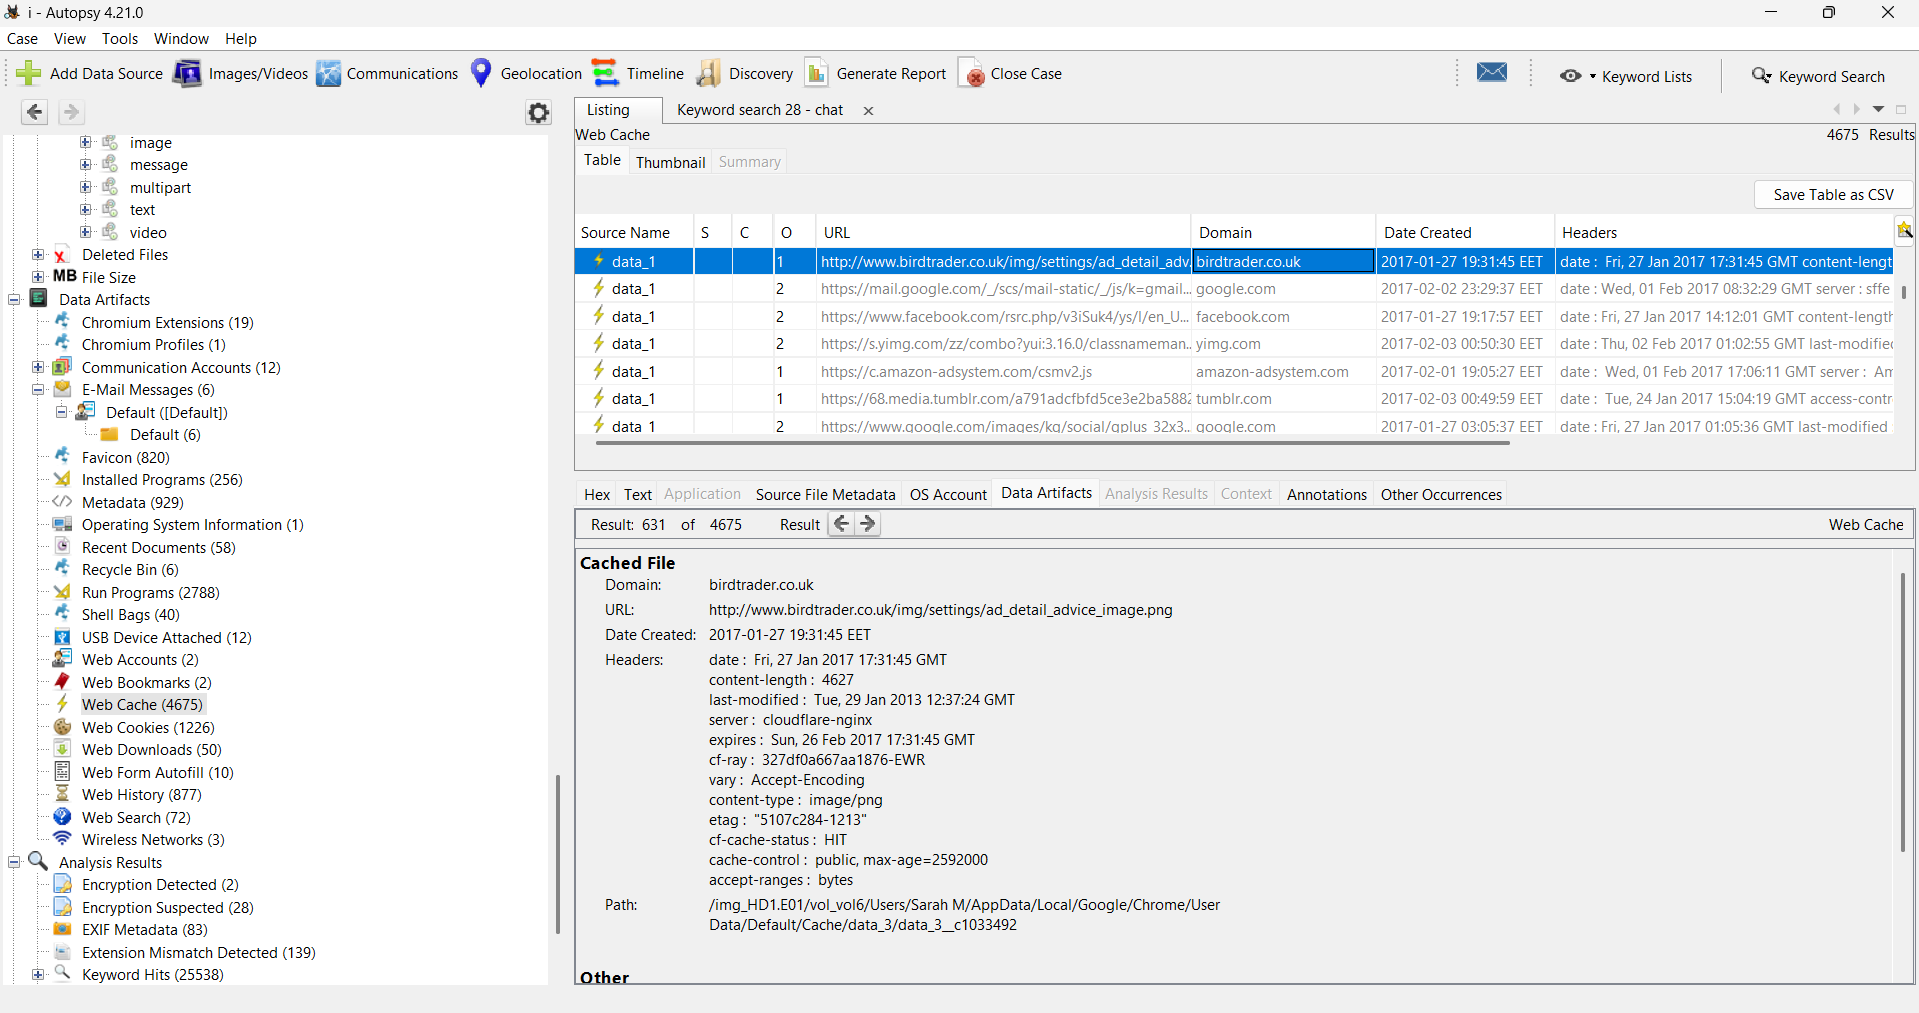 i - Autopsy 4.21.0
Case View Tools Window Help
Add Data Source Images/Videos Communications Geolocation Timeline Discovery Generate Report Close Case Keyword Lists Keyword Search
Listing Keyword search 28 - chat
Web Cache 4675 Results
Table Thumbnail Summary
Save Table as CSV
Source Name S C O URL Domain Date Created Headers
data_1 1 http://www.birdtrader.co.uk/img/settings/ad_detail_adv... birdtrader.co.uk 2017-01-27 19:31:45 EET date : Fri, 27 Jan 2017 17:31:45 GMT content-lengt
data_1 2 https://mail.google.com/_/scs/mail-static/_/js/k=gmail... google.com 2017-02-02 23:29:37 EET date : Wed, 01 Feb 2017 08:32:29 GMT server : sffe
data_1 2 https://www.facebook.com/rsrc.php/v3iSuk4/ys/l/en_U... facebook.com 2017-01-27 19:17:57 EET date : Fri, 27 Jan 2017 14:12:01 GMT content-length
data_1 2 https://s.yimg.com/zz/combo?yui:3.16.0/classnameman... yimg.com 2017-02-03 00:50:30 EET date : Thu, 02 Feb 2017 01:02:55 GMT last-modified
data_1 1 https://c.amazon-adsystem.com/csmv2.js amazon-adsystem.com 2017-02-01 19:05:27 EET date : Wed, 01 Feb 2017 17:06:11 GMT server : Am
data_1 1 https://68.media.tumblr.com/a791adcfbfd5ce3e2ba5882 tumblr.com 2017-02-03 00:49:59 EET date : Tue, 24 Jan 2017 15:04:19 GMT access-contr
data_1 2 https://www.google.com/images/kg/social/gplus_32x3... google.com 2017-01-27 03:05:37 EET date : Fri, 27 Jan 2017 01:05:36 GMT last-modified
image
message
multipart
text
video
Deleted Files
MB File Size
Data Artifacts
Chromium Extensions (19)
Chromium Profiles (1)
Communication Accounts (12)
E-Mail Messages (6)
Default ([Default])
Default (6)
Favicon (820)
Installed Programs (256)
Metadata (929)
Operating System Information (1)
Recent Documents (58)
Recycle Bin (6)
Run Programs (2788)
Shell Bags (40)
USB Device Attached (12)
Web Accounts (2)
Web Bookmarks (2)
Web Cache (4675)
Web Cookies (1226)
Web Downloads (50)
Web Form Autofill (10)
Web History (877)
Web Search (72)
Wireless Networks (3)
Analysis Results
Encryption Detected (2)
Encryption Suspected (28)
EXIF Metadata (83)
Extension Mismatch Detected (139)
Keyword Hits (25538)
Hex Text Application Source File Metadata OS Account Data Artifacts Analysis Results Context Annotations Other Occurrences
Result: 631 of 4675 Result Web Cache
Cached File
Domain: birdtrader.co.uk
URL: http://www.birdtrader.co.uk/img/settings/ad_detail_advice_image.png
Date Created: 2017-01-27 19:31:45 EET
Headers: date : Fri, 27 Jan 2017 17:31:45 GMT
content-length : 4627
last-modified : Tue, 29 Jan 2013 12:37:24 GMT
server : cloudflare-nginx
expires : Sun, 26 Feb 2017 17:31:45 GMT
cf-ray : 327df0a667aa1876-EWR
vary : Accept-Encoding
content-type : image/png
etag : "5107c284-1213"
cf-cache-status : HIT
cache-control : public, max-age=2592000
accept-ranges : bytes
Path: /img_HD1.E01/vol_vol6/Users/Sarah M/AppData/Local/Google/Chrome/User
Data/Default/Cache/data_3/data_3__c1033492
Other